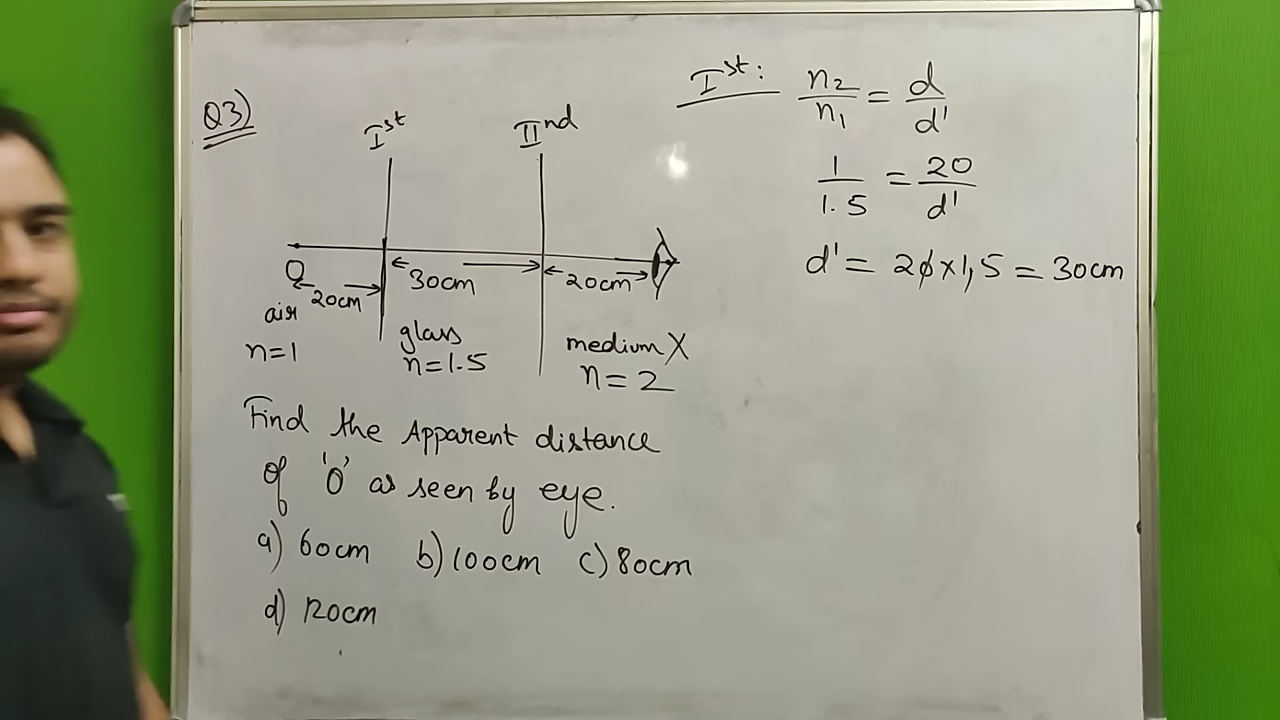 Q3)
Ist
IInd
O
20cm
30cm
20cm
air
n=1
glass
n=1.5
medium X
n=2
Find the Apparent distance
of 'O' as seen by eye.
a) 60cm b) 100cm c) 80cm
d) 120cm
Ist: n2/n1 = d/d'
1/1.5 = 20/d'
d' = 20×1,5 = 30cm